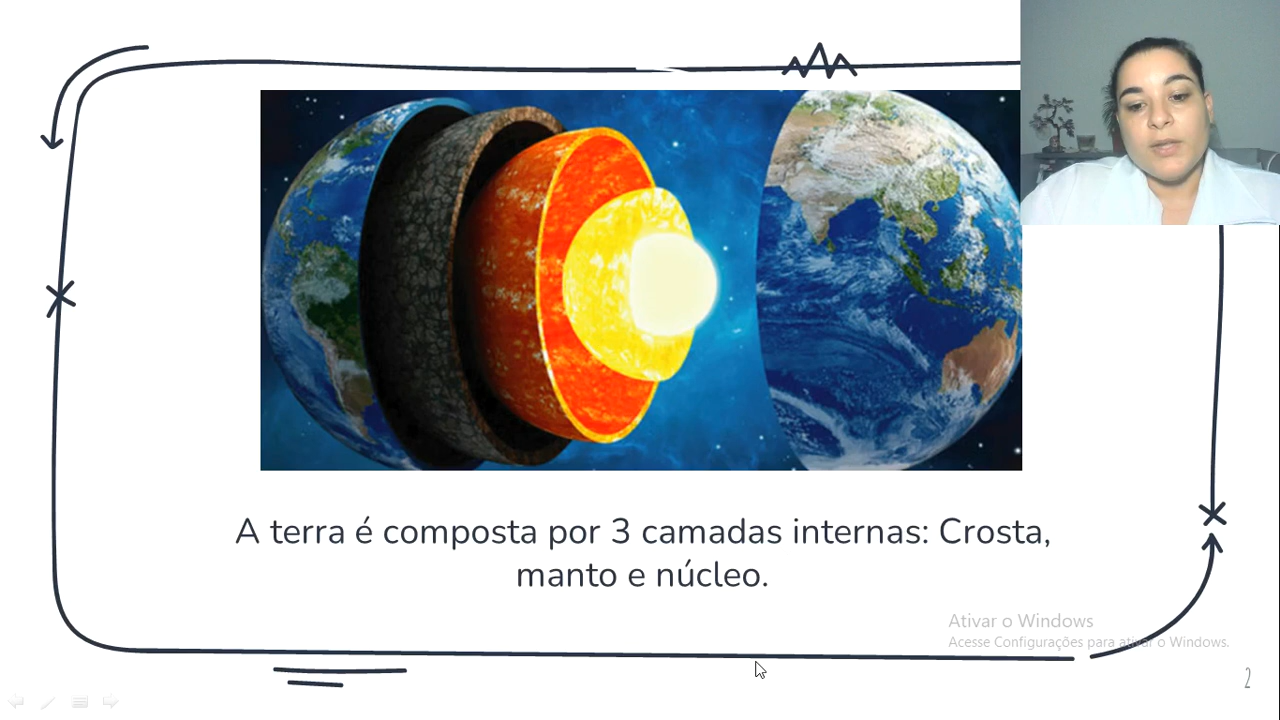 A terra é composta por 3 camadas internas: Crosta,
manto e núcleo.
Ativar o Windows
Acesse Configurações para ativar o Windows.
2